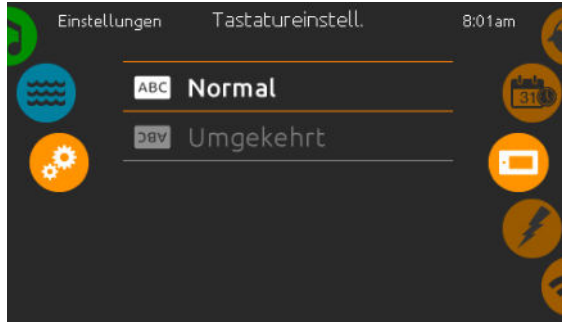 Einstellungen
Tastatureinstell.
8:01am
ABC Normal
ABC Umgekehrt
31